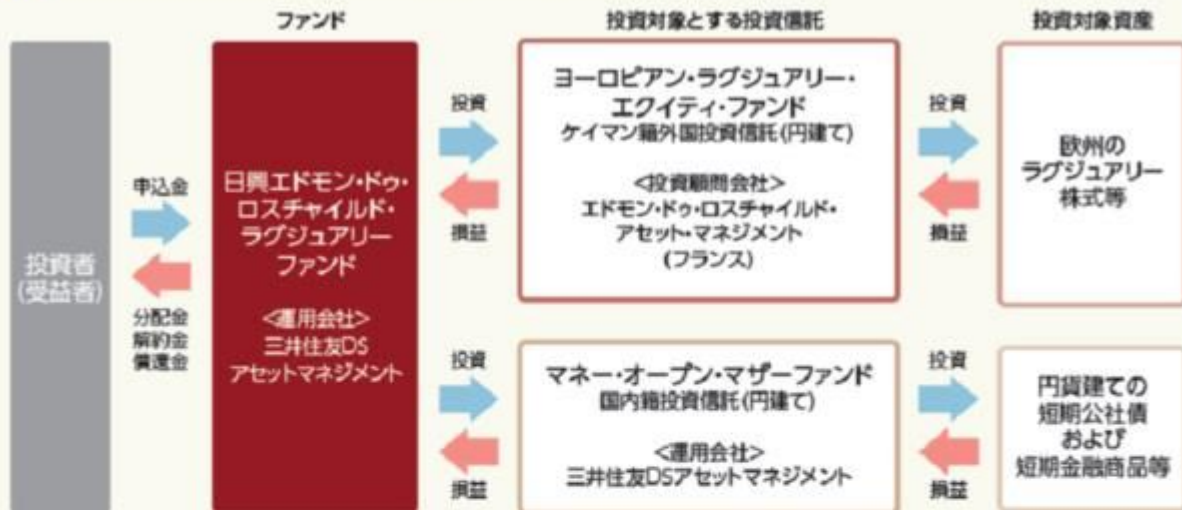 ファンド
投資対象とする投資信託
投資対象資産
投資者
(受益者)
申込金
分配金
解約金
償還金
日興エドモン・ドゥ・
ロスチャイルド・
ラグジュアリー
ファンド
<運用会社>
三井住友DS
アセットマネジメント
投資
損益
ヨーロピアン・ラグジュアリー・
エクイティ・ファンド
ケイマン籍外国投資信託(円建て)
<投資顧問会社>
エドモン・ドゥ・ロスチャイルド・
アセット・マネジメント
(フランス)
投資
損益
欧州の
ラグジュアリー
株式等
投資
損益
マネー・オープン・マザーファンド
国内籍投資信託(円建て)
<運用会社>
三井住友DSアセットマネジメント
投資
損益
円貨建ての
短期公社債
および
短期金融商品等